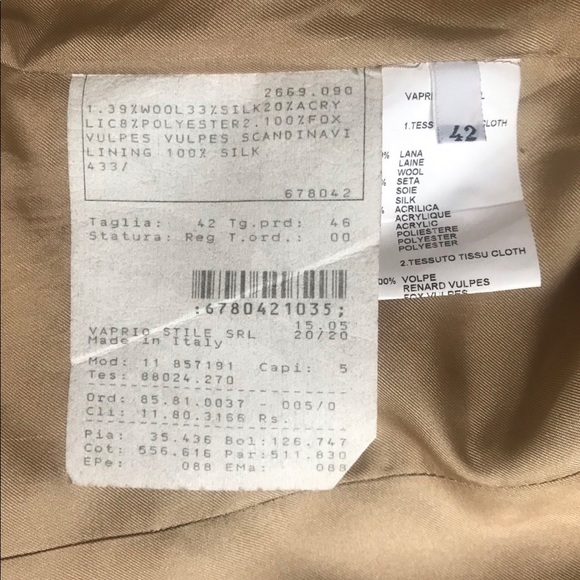 2669.090
1.39%WOOL33%SILK20%ACRY
LIC8%POLYESTER2.100%FOX
VULPES VULPES SCANDINAVI
LINING 100% SILK
433/
678042
Taglia: 42 Tg.prd: 46
Statura: Reg T.ord.: 00
:6780421035;
15.05
VAPRIO STILE SRL 20/20
Made in Italy
Mod: 11 857191 Capi: 5
Tes: 88024.270
Ord: 85.81.0037 - 005/0
Cli: 11.80.3166 Rs.
Pia: 35.436 Bol:126.747
Cot: 556.616 Par:511.830
EPe: 088 EMa: 088
42
1.TESS CLOTH
% LANA
LAINE
WOOL
% SETA
SOIE
SILK
% ACRILICA
ACRYLIQUE
ACRYLIC
POLIESTERE
POLYESTER
POLYESTER
2.TESSUTO TISSU CLOTH
00% VOLPE
RENARD VULPES
FOX VULPES